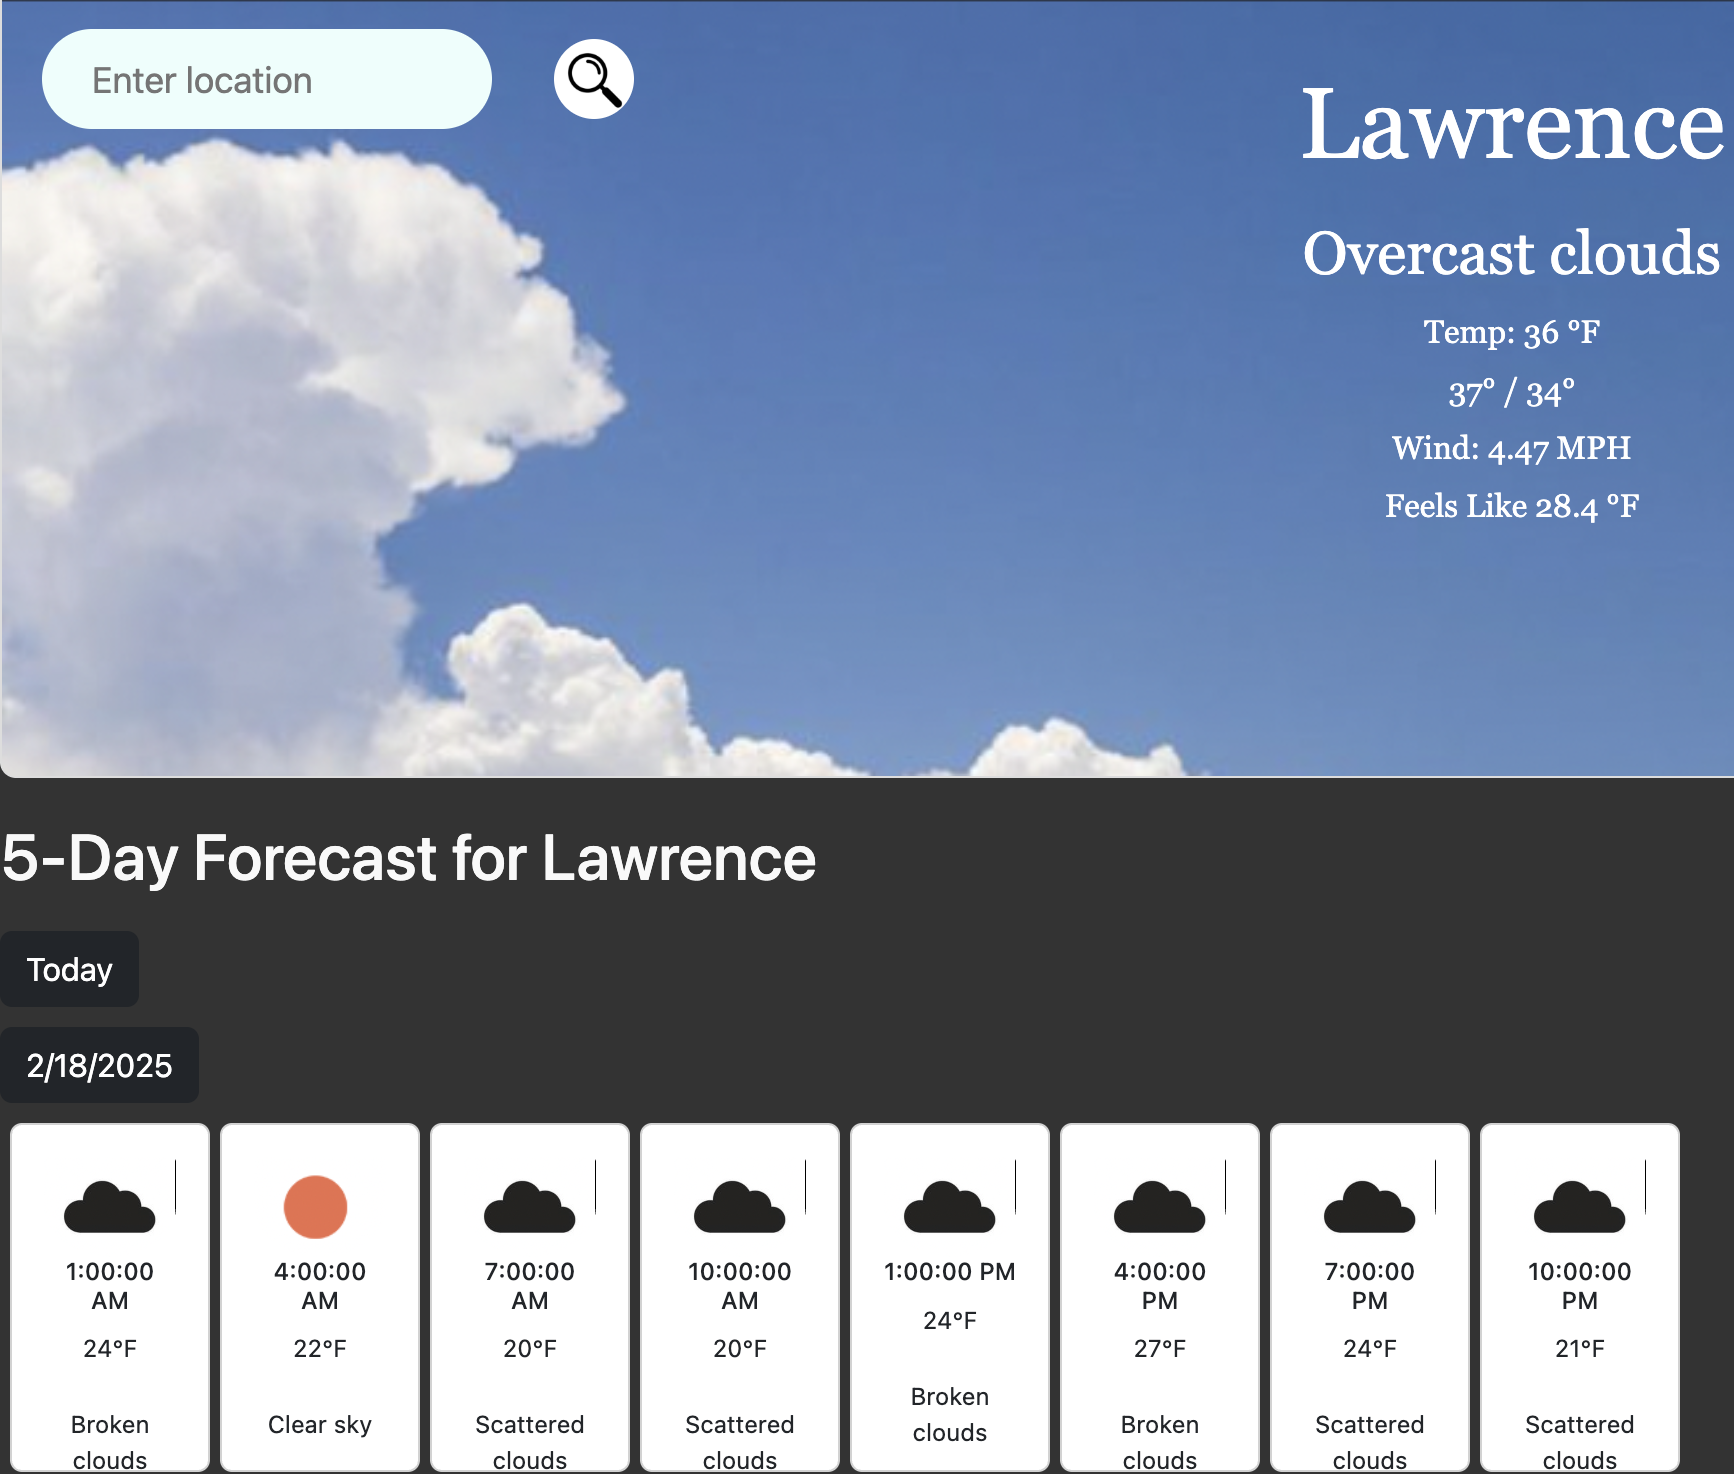 Enter location
Lawrence
Overcast clouds
Temp: 36 °F
37° / 34°
Wind: 4.47 MPH
Feels Like 28.4 °F
5-Day Forecast for Lawrence
Today
2/18/2025
1:00:00
AM
24°F
Broken
clouds
4:00:00
AM
22°F
Clear sky
7:00:00
AM
20°F
Scattered
clouds
10:00:00
AM
20°F
Scattered
clouds
1:00:00 PM
24°F
Broken
clouds
4:00:00
PM
27°F
Broken
clouds
7:00:00
PM
24°F
Scattered
clouds
10:00:00
PM
21°F
Scattered
clouds